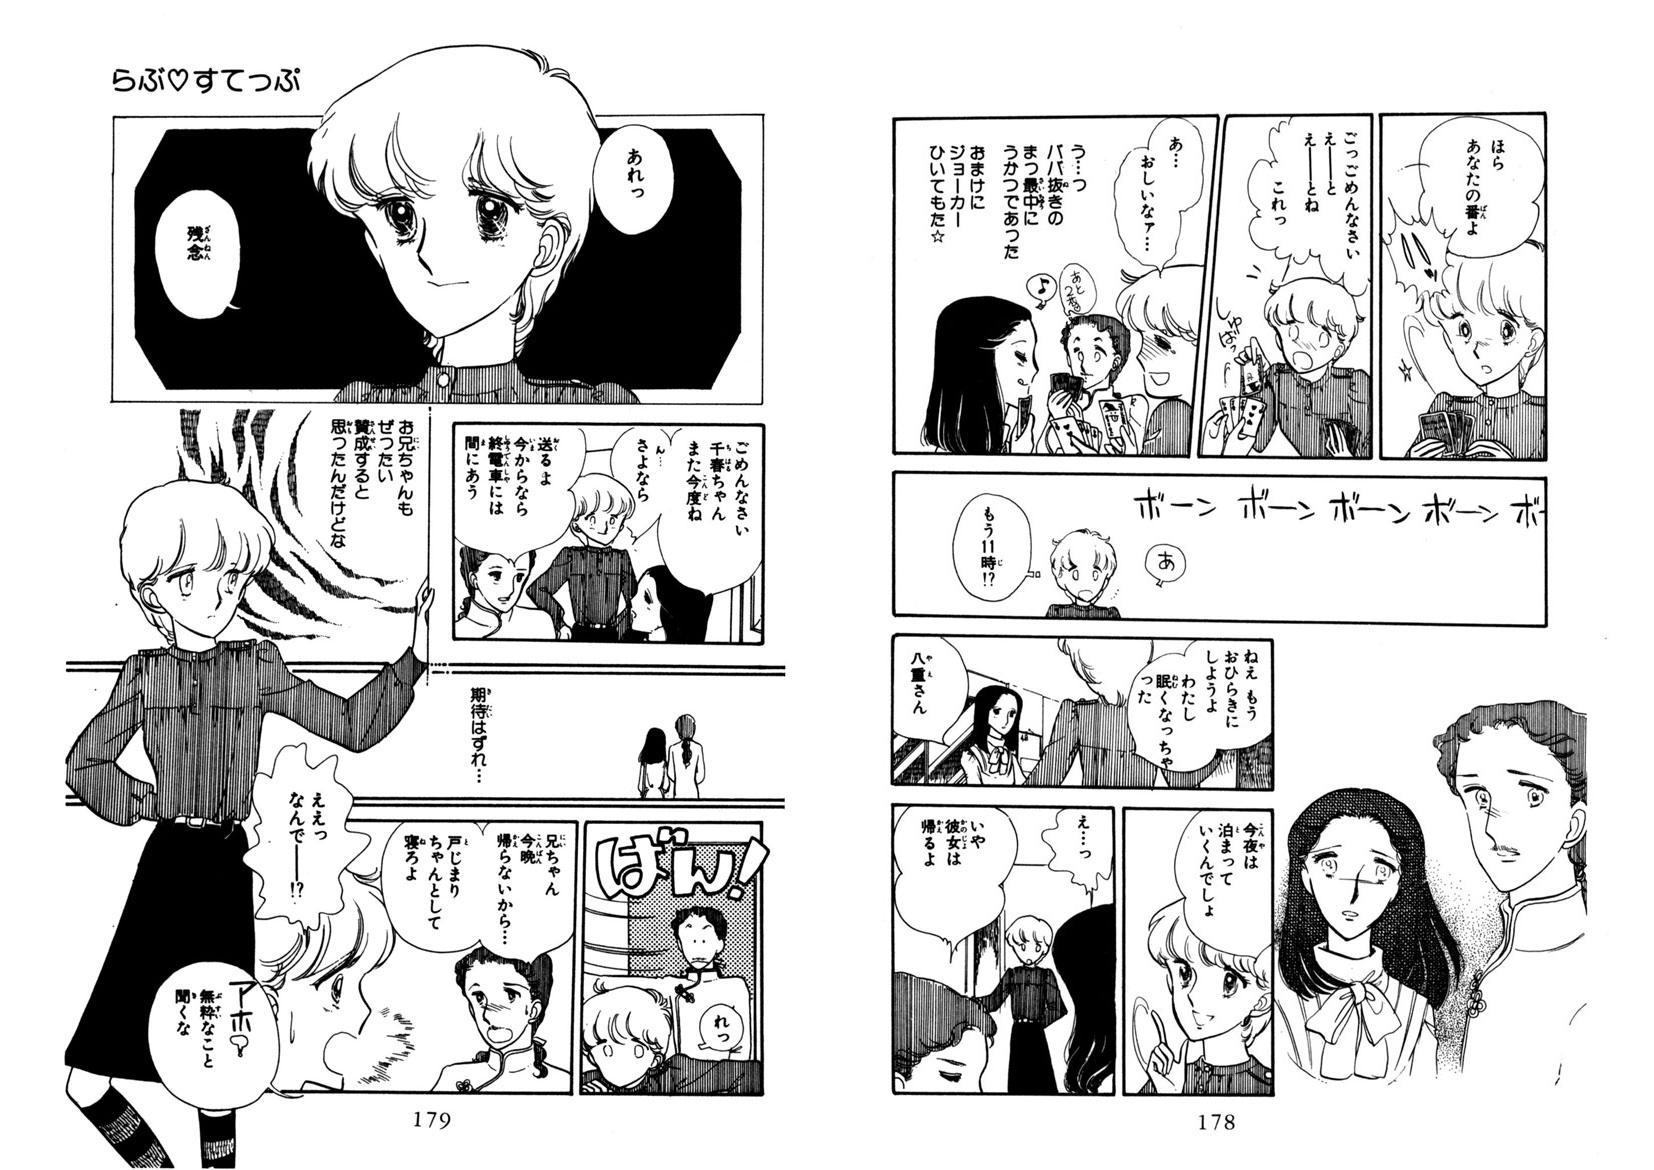 ほら
あなたの番よ
ごっごめんなさい
えーーと
えーーとね
これっ
しゅばっ
あ…
おしいなァ…
う…っ
ババ抜きの
まっ最中に
うかつであった
おまけに
ジョーカー
ひいてもた☆
あと
♪
ボーン ボーン ボーン ボーン ボー
あ
もう11時!?
ねえ もう
おひらきに
しようよ
わたし
眠くなっちゃ
った
八重さん
今夜は
泊まって
いくんでしょ
え…っ
いや
彼女は
帰るよ
178
らぶ♡すてっぷ
あれっ
残念
ごめんなさい
千春ちゃん
また今度ね
ん…
さよなら
送るよ
今からなら
終電車には
間にあう
お兄ちゃんも
ぜったい
賛成すると
思ったんだけどな
期待はずれ…
ばん!
れっ
兄ちゃん
今晩
帰らないから…
戸じまり
ちゃんとして
寝ろよ
ええっ
なんでーー!?
アホ
無粋なこと
聞くな
179